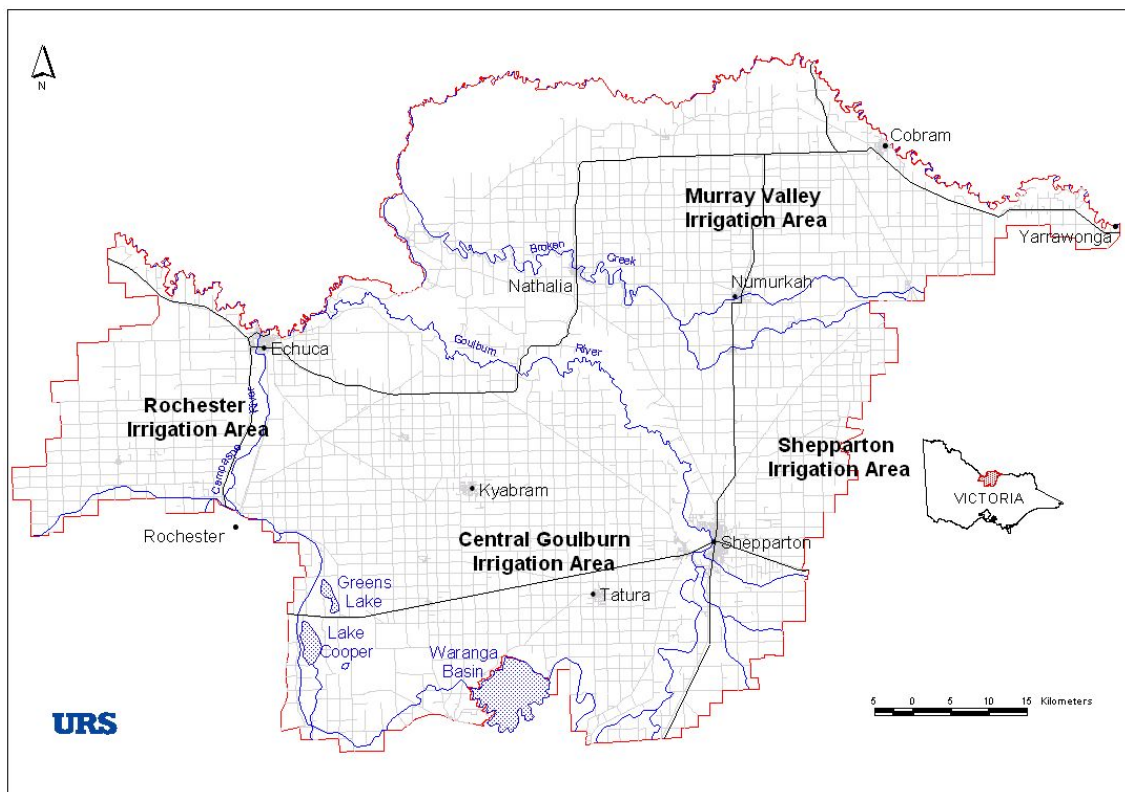 N
Cobram
Murray Valley
Irrigation Area
Yarrawonga
Broken
Creek
Nathalia
Numurkah
Goulburn
River
Echuca
Rochester
Irrigation Area
Campaspe
River
Shepparton
Irrigation Area
VICTORIA
Kyabram
Rochester
Central Goulburn
Irrigation Area
Shepparton
Greens
Lake
Tatura
Lake
Cooper
Waranga
Basin
URS
5 0 5 10 15 Kilometers